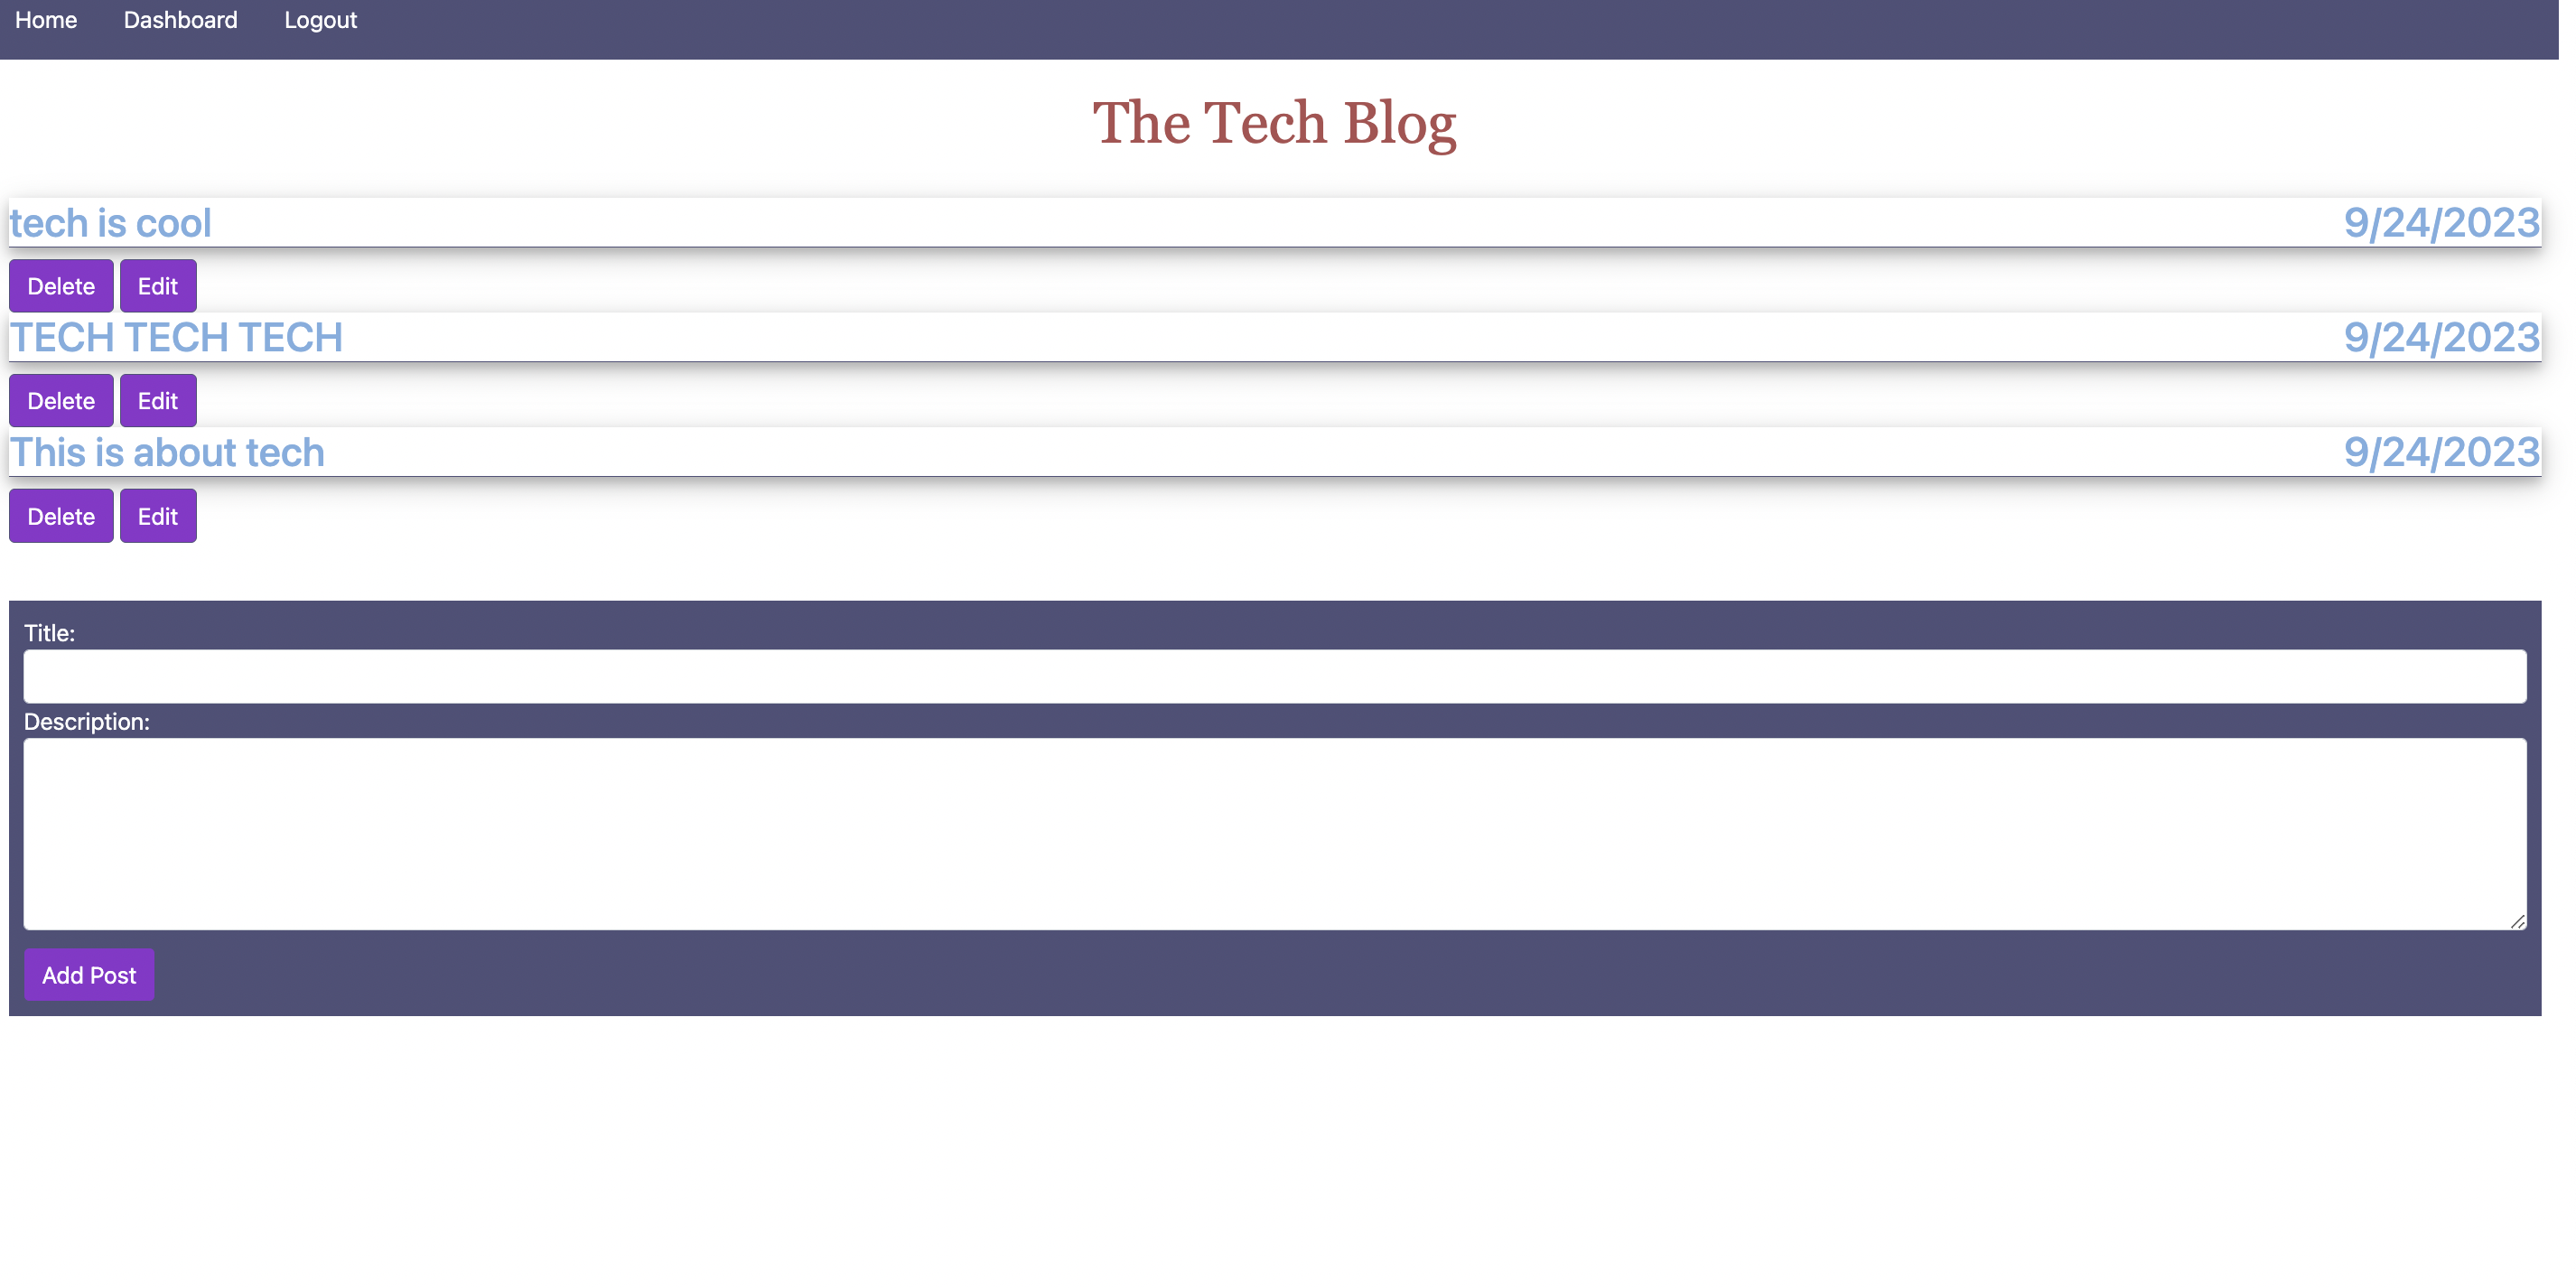 Home Dashboard Logout
The Tech Blog
tech is cool 9/24/2023
Delete Edit
TECH TECH TECH 9/24/2023
Delete Edit
This is about tech 9/24/2023
Delete Edit
Title:
Description:
Add Post